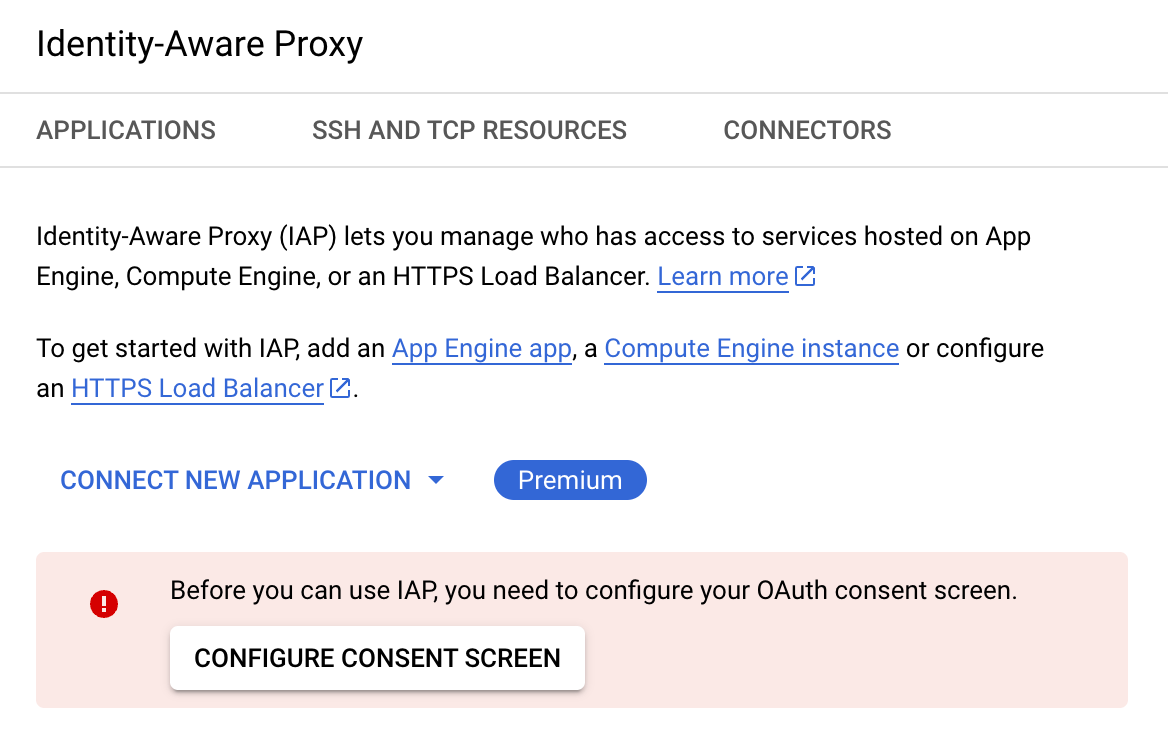 Identity-Aware Proxy
APPLICATIONS SSH AND TCP RESOURCES CONNECTORS
Identity-Aware Proxy (IAP) lets you manage who has access to services hosted on App
Engine, Compute Engine, or an HTTPS Load Balancer. Learn more
To get started with IAP, add an App Engine app, a Compute Engine instance or configure
an HTTPS Load Balancer.
CONNECT NEW APPLICATION Premium
Before you can use IAP, you need to configure your OAuth consent screen.
CONFIGURE CONSENT SCREEN